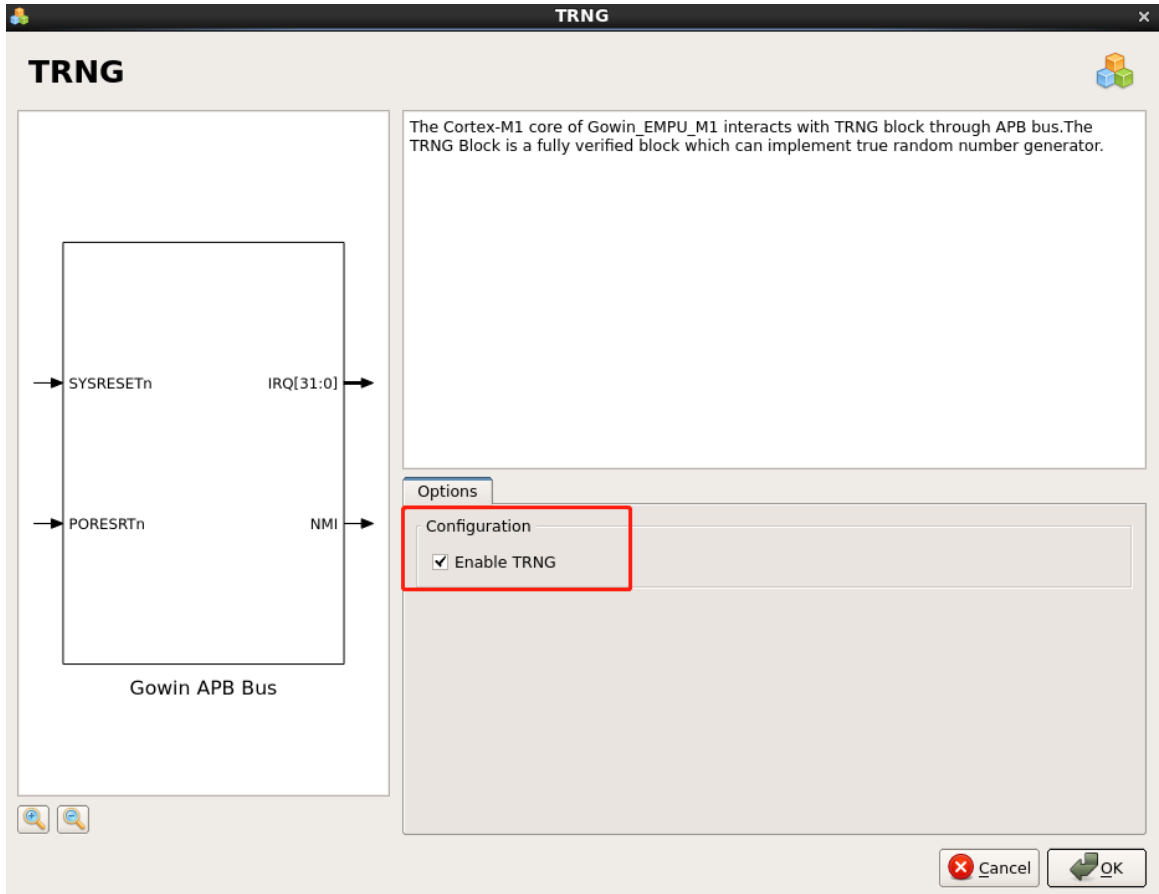 TRNG
TRNG
The Cortex-M1 core of Gowin_EMPU_M1 interacts with TRNG block through APB bus.The
TRNG Block is a fully verified block which can implement true random number generator.
SYSRESETn
IRQ[31:0]
PORESRTn
NMI
Gowin APB Bus
Options
Configuration
Enable TRNG
Cancel
OK